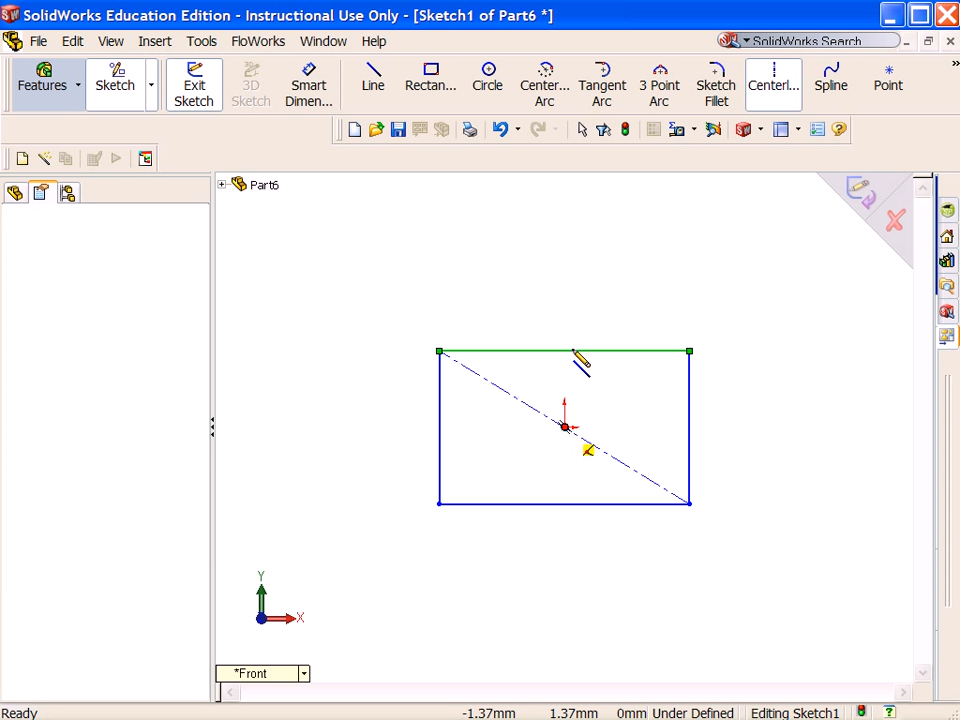 SolidWorks Education Edition - Instructional Use Only - [Sketch1 of Part6 *]
File Edit View Insert Tools FloWorks Window Help SolidWorks Search
Features Sketch Exit Sketch 3D Sketch Smart Dimen... Line Rectan... Circle Center... Arc Tangent Arc 3 Point Arc Sketch Fillet Centerl... Spline Point
Part6
Y
X
*Front
Ready -1.37mm 1.37mm 0mm Under Defined Editing Sketch1